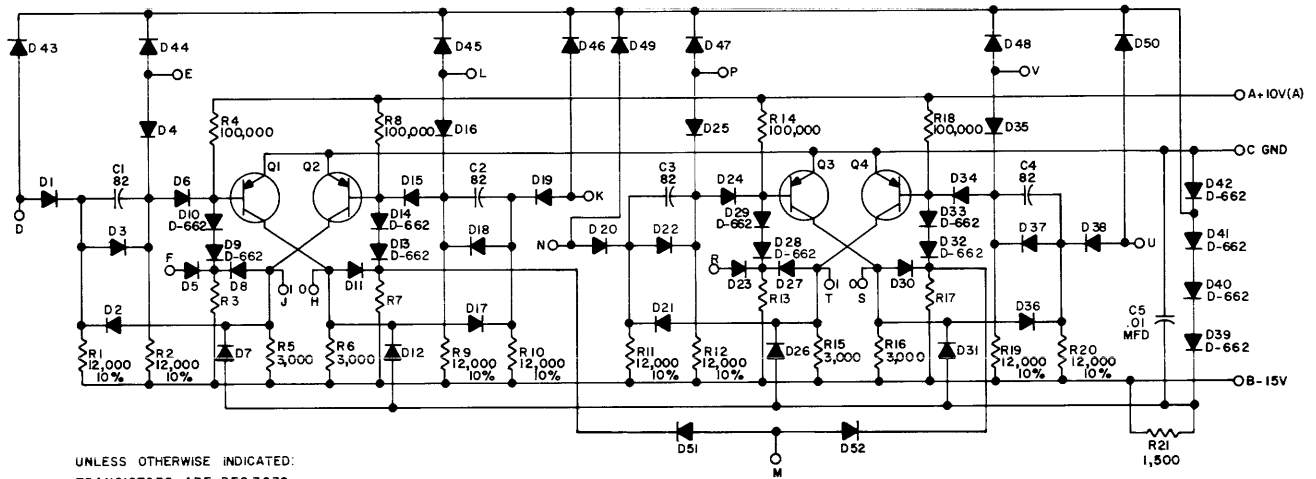 D43
D44
D45
D46
D49
D47
D48
D50
E
L
P
V
A+10V(A)
R4
100,000
R8
100,000
R14
100,000
R18
100,000
D4
D16
D25
D35
C GND
D1
C1
82
D6
Q1
Q2
D15
C2
82
D19
K
C3
82
D24
Q3
Q4
D34
C4
82
D42
D-662
D
D3
D10
D-662
D14
D-662
D18
N
D20
D22
D29
D-662
D33
D-662
D37
D38
U
D41
D-662
F
D5
D9
D-662
D8
1
J
0
H
D11
D13
D-662
R
D23
D28
D-662
D27
1
T
0
S
D30
D32
D-662
D40
D-662
R3
R7
R13
R17
D2
D17
D21
D36
C5
.01
MFD
D39
D-662
R1
12,000
10%
R2
12,000
10%
D7
R5
3,000
R6
3,000
D12
R9
12,000
10%
R10
12,000
10%
R11
12,000
10%
R12
12,000
10%
D26
R15
3,000
R16
3,000
D31
R19
12,000
10%
R20
12,000
10%
B-15V
D51
D52
M
R21
1,500
UNLESS OTHERWISE INDICATED: